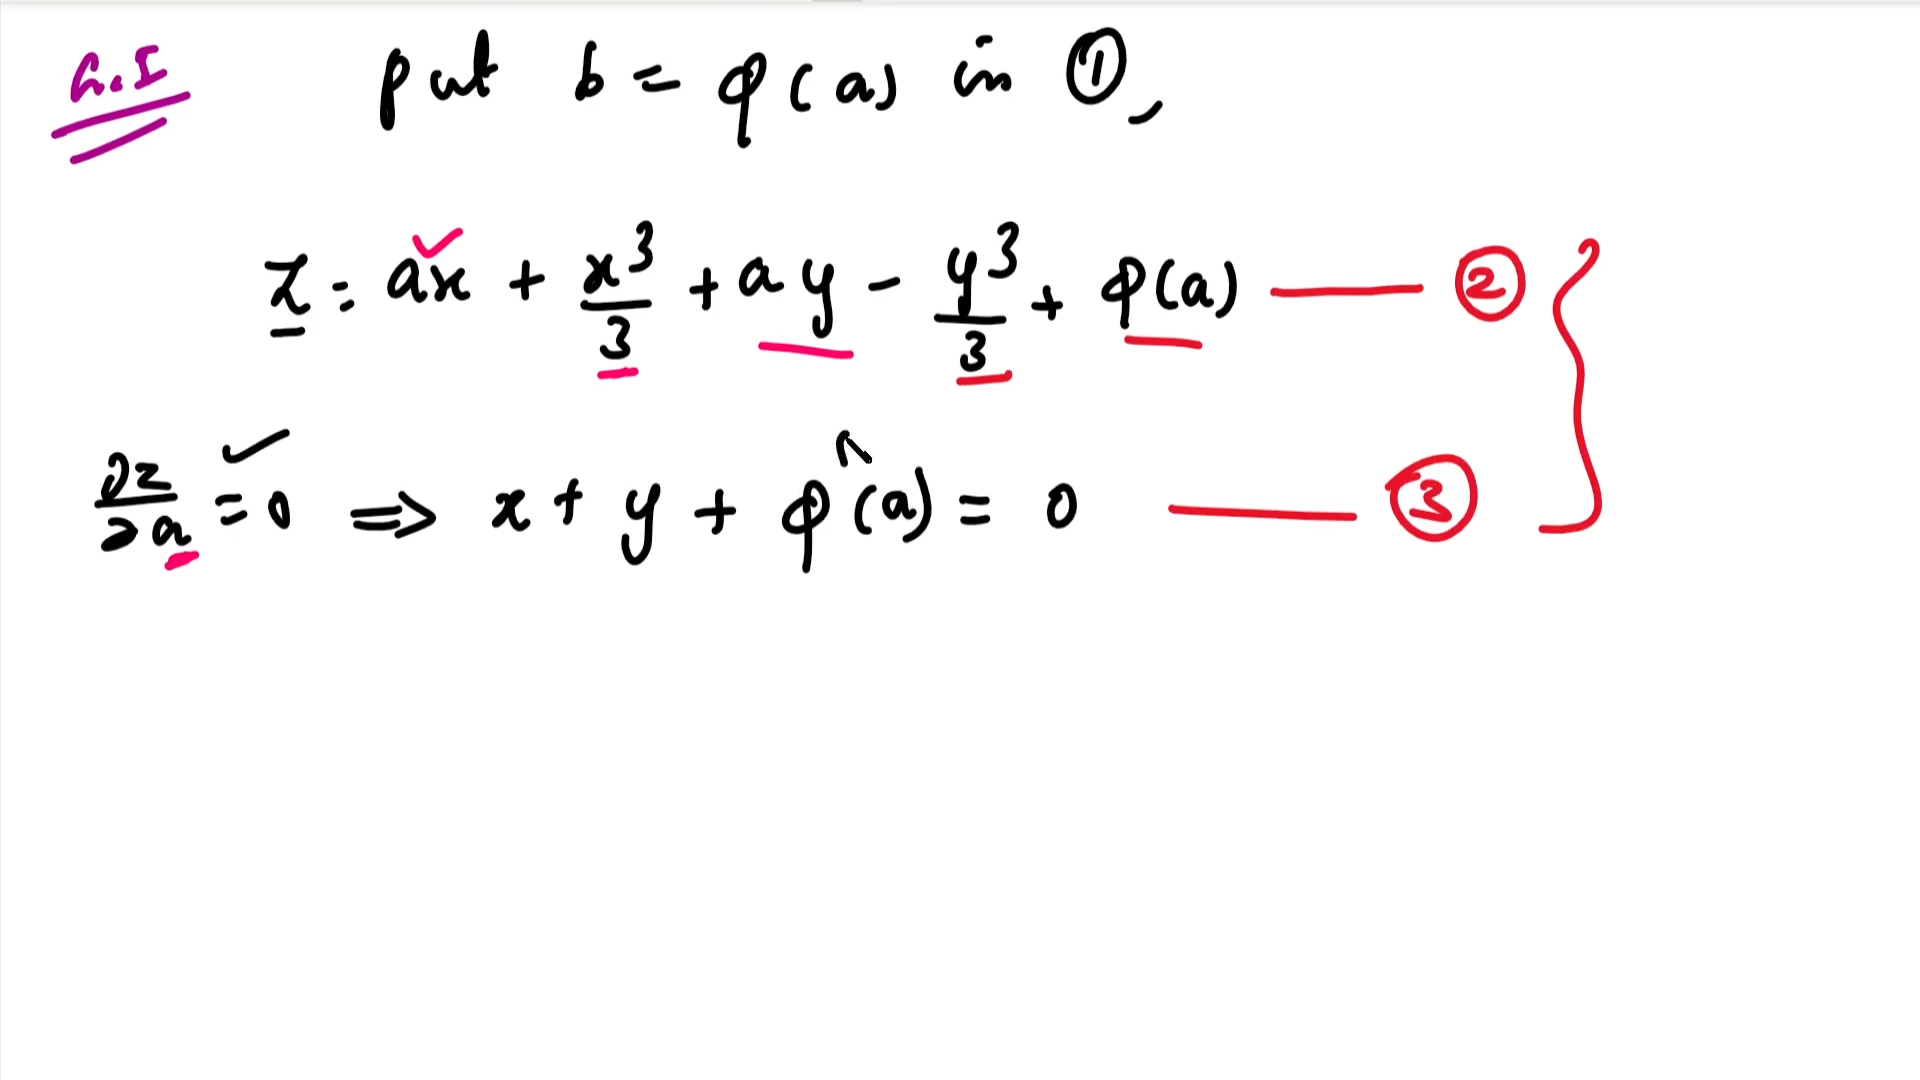 G.I put b = φ(a) in ①,
z = ax + x³/3 + ay - y³/3 + φ(a) —— ②
∂z/∂a = 0 ⇒ x + y + φ'(a) = 0 —— ③